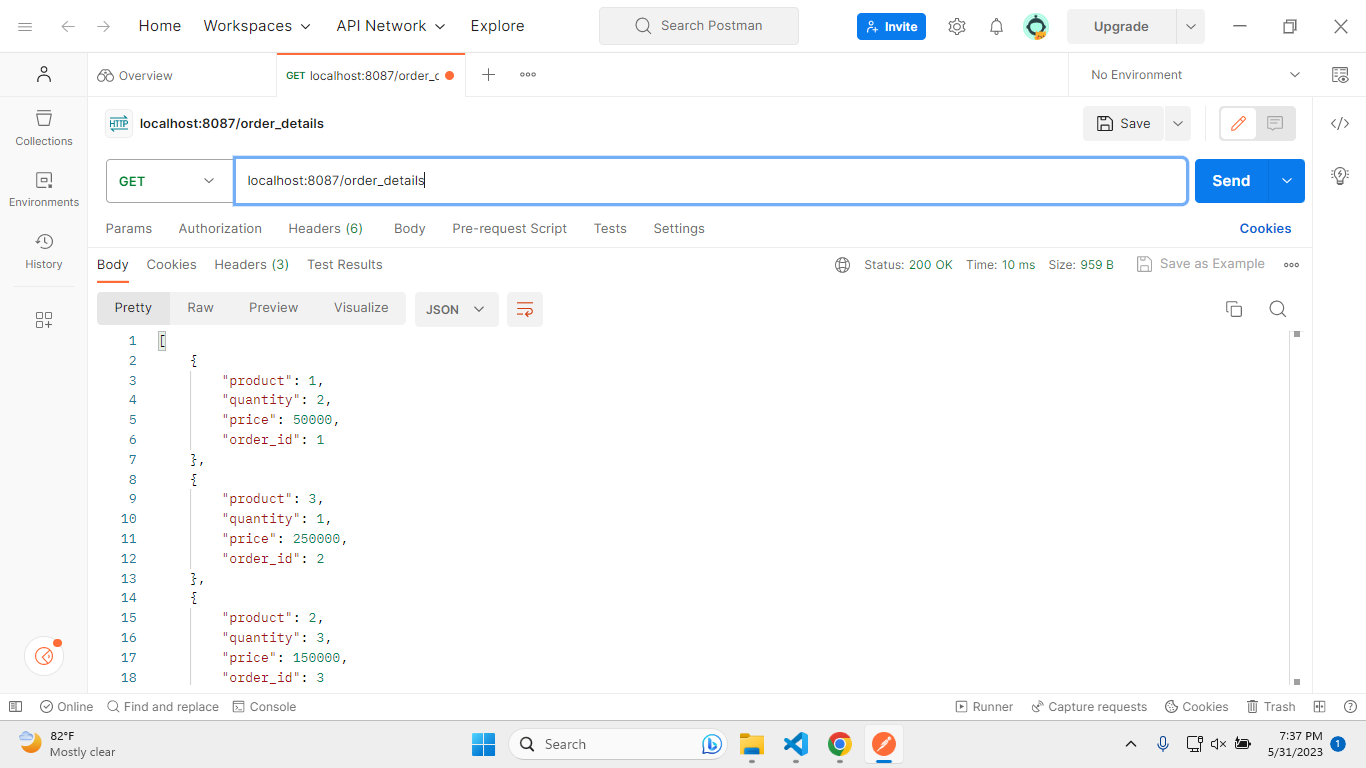 Home Workspaces API Network Explore Search Postman Invite Upgrade
Overview GET localhost:8087/order_ No Environment
HTTP localhost:8087/order_details Save
GET localhost:8087/order_details Send
Params Authorization Headers (6) Body Pre-request Script Tests Settings Cookies
Body Cookies Headers (3) Test Results Status: 200 OK Time: 10 ms Size: 959 B Save as Example
Pretty Raw Preview Visualize JSON
1 [
2 {
3 "product": 1,
4 "quantity": 2,
5 "price": 50000,
6 "order_id": 1
7 },
8 {
9 "product": 3,
10 "quantity": 1,
11 "price": 250000,
12 "order_id": 2
13 },
14 {
15 "product": 2,
16 "quantity": 3,
17 "price": 150000,
18 "order_id": 3
Collections
Environments
History
Online Find and replace Console Runner Capture requests Cookies Trash
82°F
Mostly clear
Search
7:37 PM
5/31/2023
1